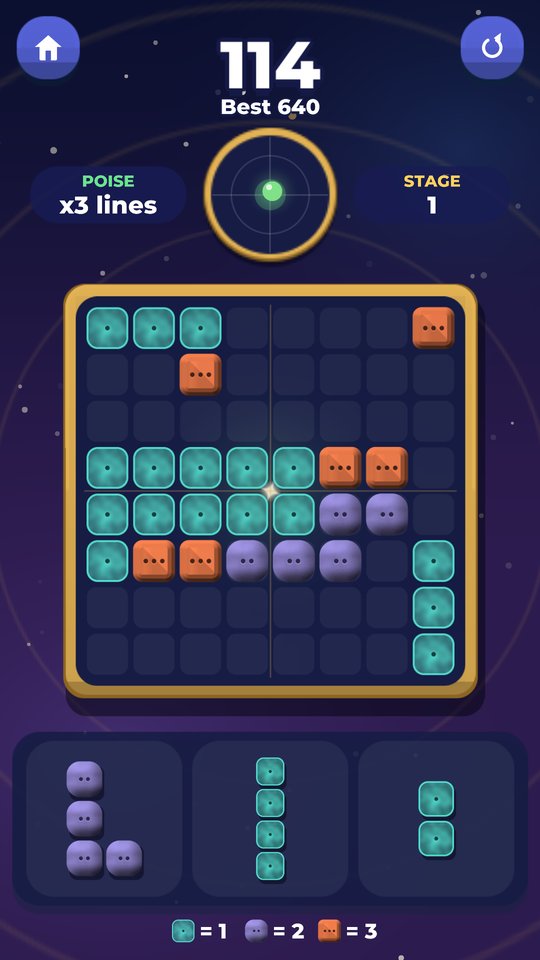 114
Best 640
POISE
x3 lines
STAGE
1
= 1 = 2 = 3